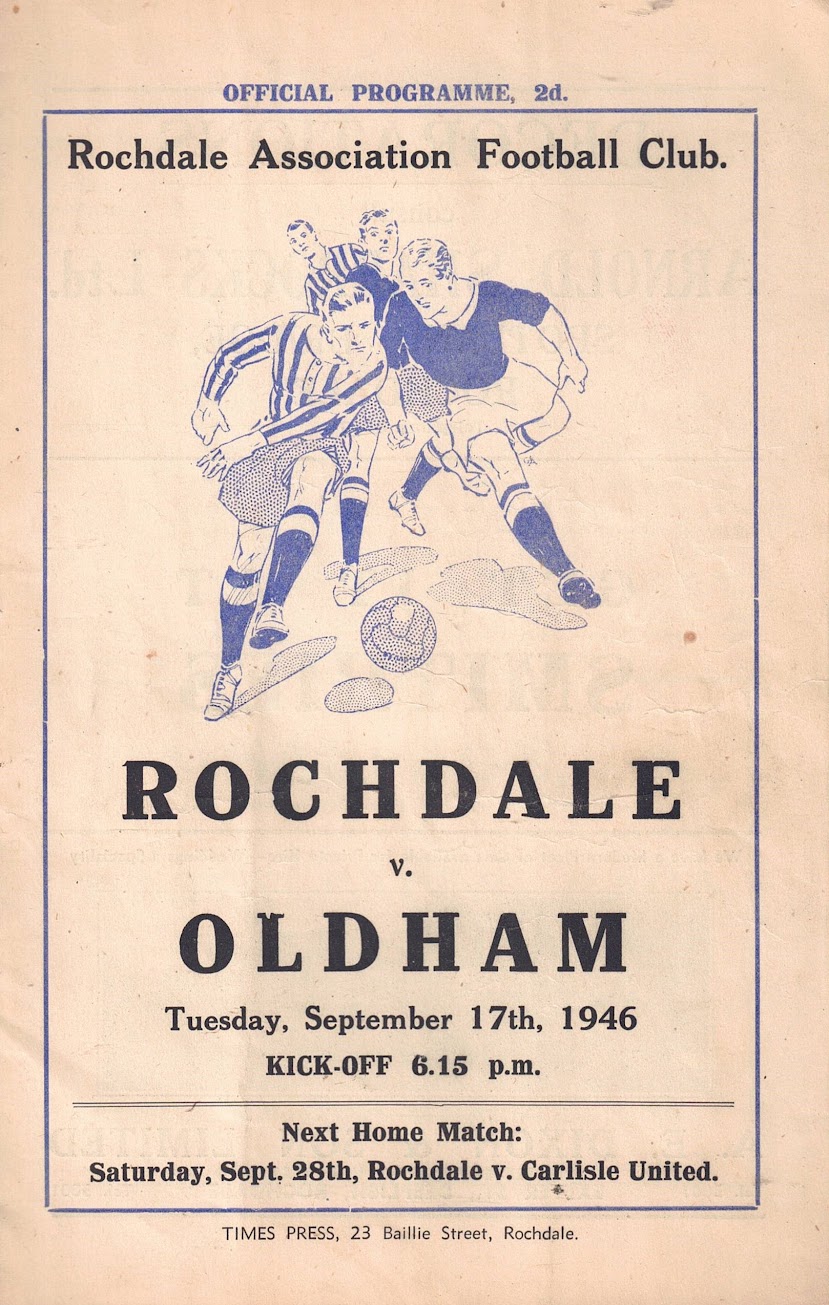 OFFICIAL PROGRAMME, 2d.
Rochdale Association Football Club.
ROCHDALE
v.
OLDHAM
Tuesday, September 17th, 1946
KICK-OFF 6.15 p.m.
Next Home Match:
Saturday, Sept. 28th, Rochdale v. Carlisle United.
TIMES PRESS, 23 Baillie Street, Rochdale.